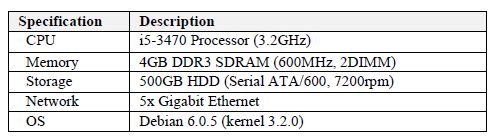 Specification Description
CPU i5-3470 Processor (3.2GHz)
Memory 4GB DDR3 SDRAM (600MHz, 2DIMM)
Storage 500GB HDD (Serial ATA/600, 7200rpm)
Network 5x Gigabit Ethernet
OS Debian 6.0.5 (kernel 3.2.0)